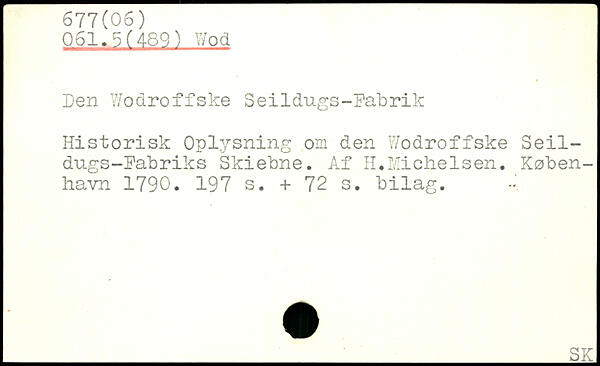 677(06)
061.5(489) Wod
Den Wodroffske Seildugs-Fabrik
Historisk Oplysning om den Wodroffske Seil-
dugs-Fabriks Skiebne. Af H.Michelsen. Køben-
havn 1790. 197 s. + 72 s. bilag.
SK